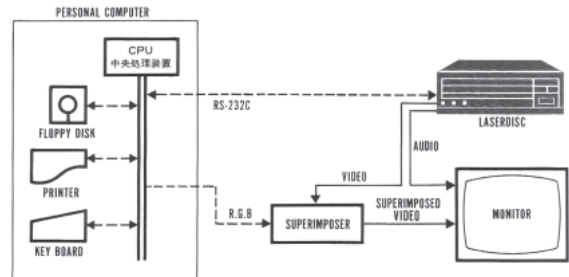 PERSONAL COMPUTER
CPU
中央処理装置
FLOPPY DISK
PRINTER
KEY BOARD
RS-232C
LASERDISC
AUDIO
VIDEO
R.G.B
SUPERIMPOSER
SUPERIMPOSED
VIDEO
MONITOR